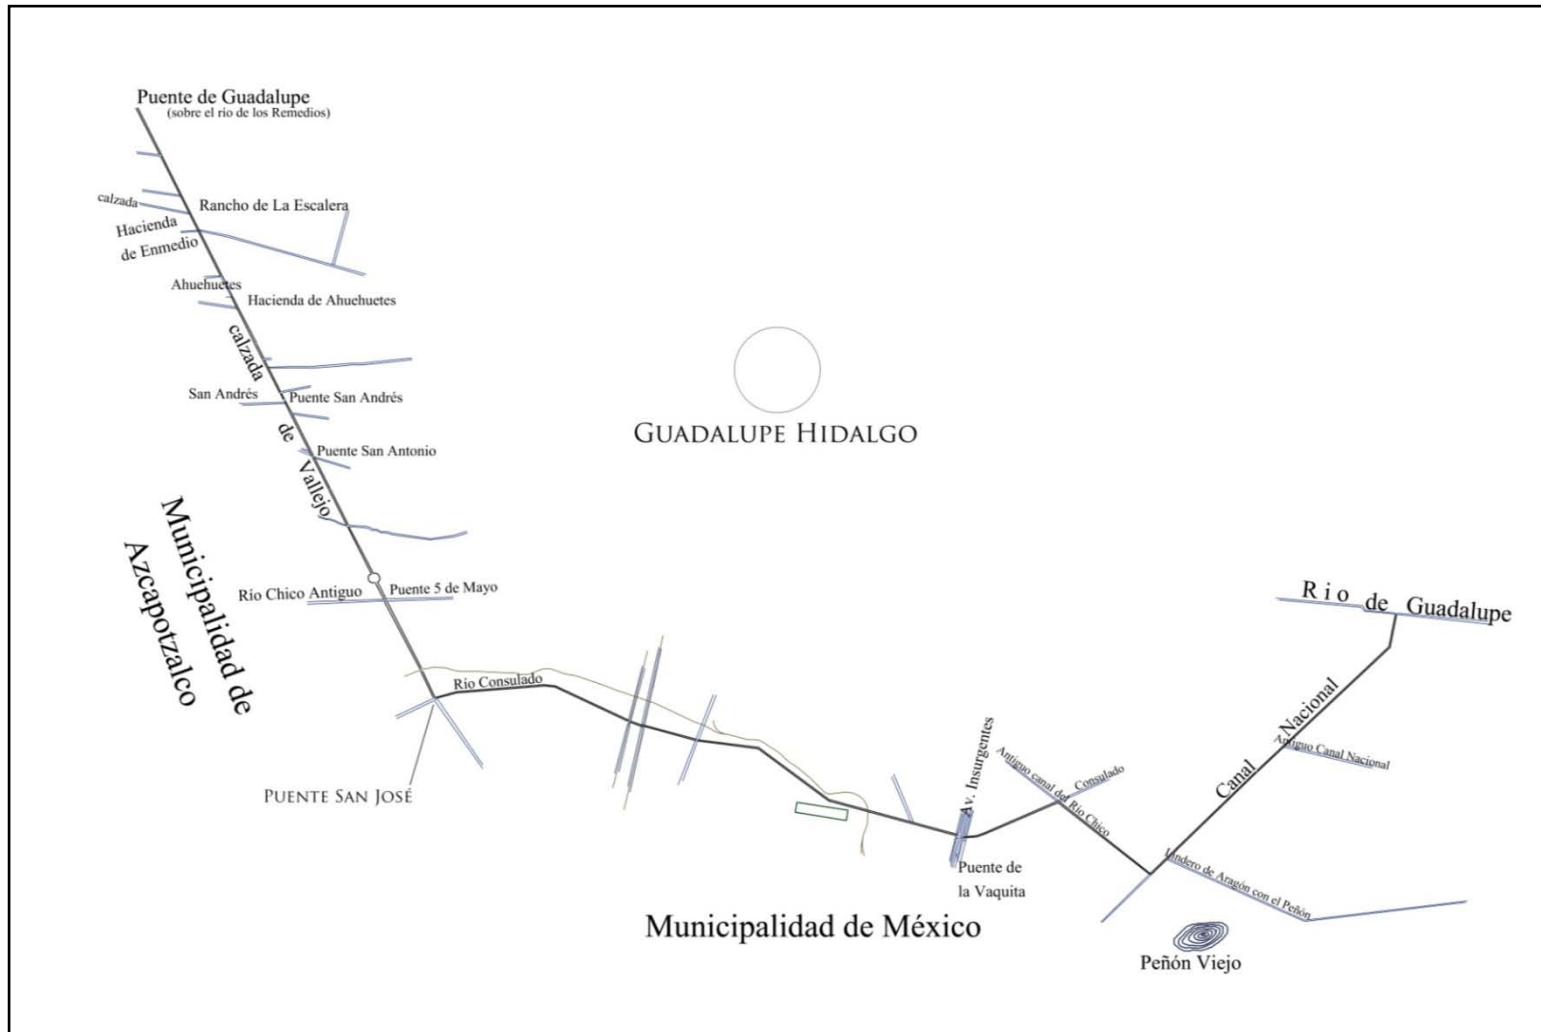 Puente de Guadalupe
(sobre el río de los Remedios)
calzada
Rancho de La Escalera
Hacienda
de Enmedio
Ahuehuetes
Hacienda de Ahuehuetes
calzada
de
Vallejo
San Andrés
Puente San Andrés
Puente San Antonio
GUADALUPE HIDALGO
Municipalidad de
Azcapotzalco
Río Chico Antiguo
Puente 5 de Mayo
Río Consulado
PUENTE SAN JOSÉ
Av. Insurgentes
Puente de
la Vaquita
Antiguo canal del Río Chico
Consulado
Rio de Guadalupe
Canal Nacional
Antiguo Canal Nacional
Lindero de Aragón con el Peñón
Municipalidad de México
Peñón Viejo